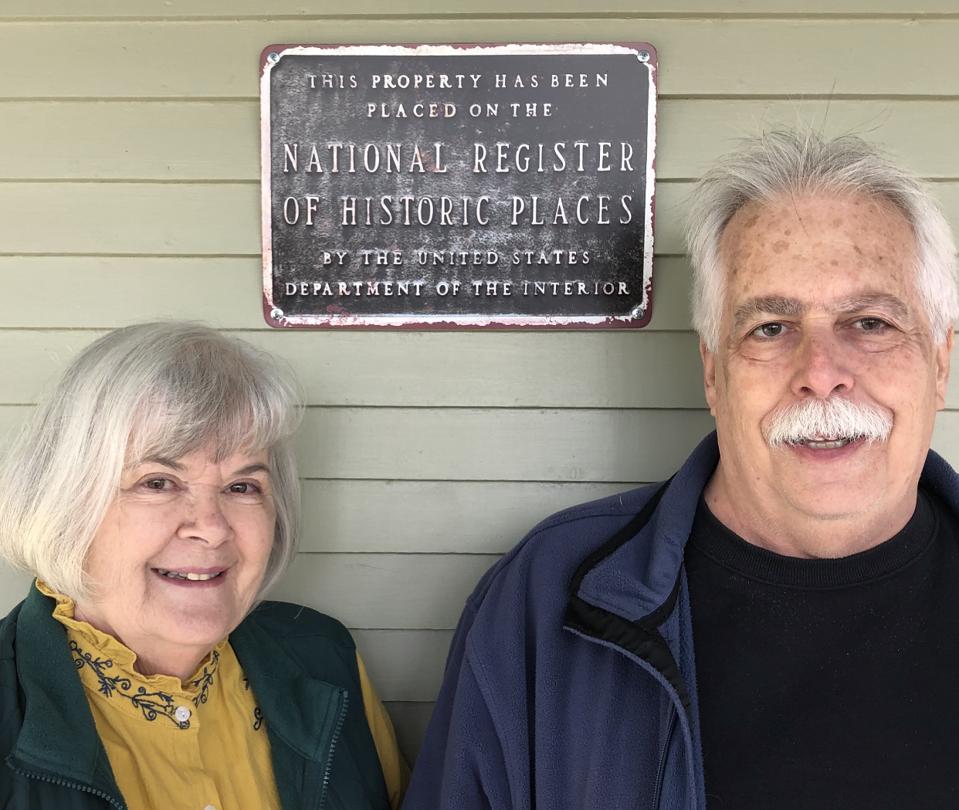 THIS PROPERTY HAS BEEN
PLACED ON THE
NATIONAL REGISTER
OF HISTORIC PLACES
BY THE UNITED STATES
DEPARTMENT OF THE INTERIOR